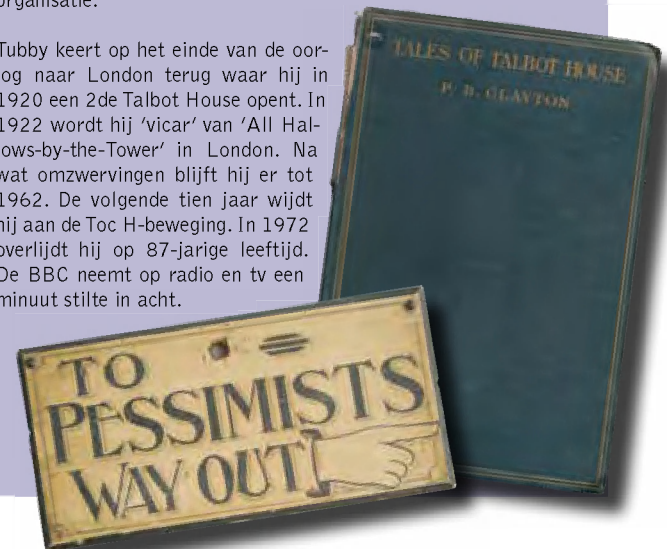 organisatie.
Tubby keert op het einde van de oor-
og naar London terug waar hij in
1920 een 2de Talbot House opent. In
1922 wordt hij 'vicar' van 'All Hal-
ows-by-the-Tower' in London. Na
wat omzwervingen blijft hij er tot
1962. De volgende tien jaar wijdt
hij aan de Toc H-beweging. In 1972
overlijdt hij op 87-jarige leeftijd.
De BBC neemt op radio en tv een
minuut stilte in acht.
TALES OF TALBOT HOUSE
P. B. CLAYTON
TO
PESSIMISTS
WAY OUT